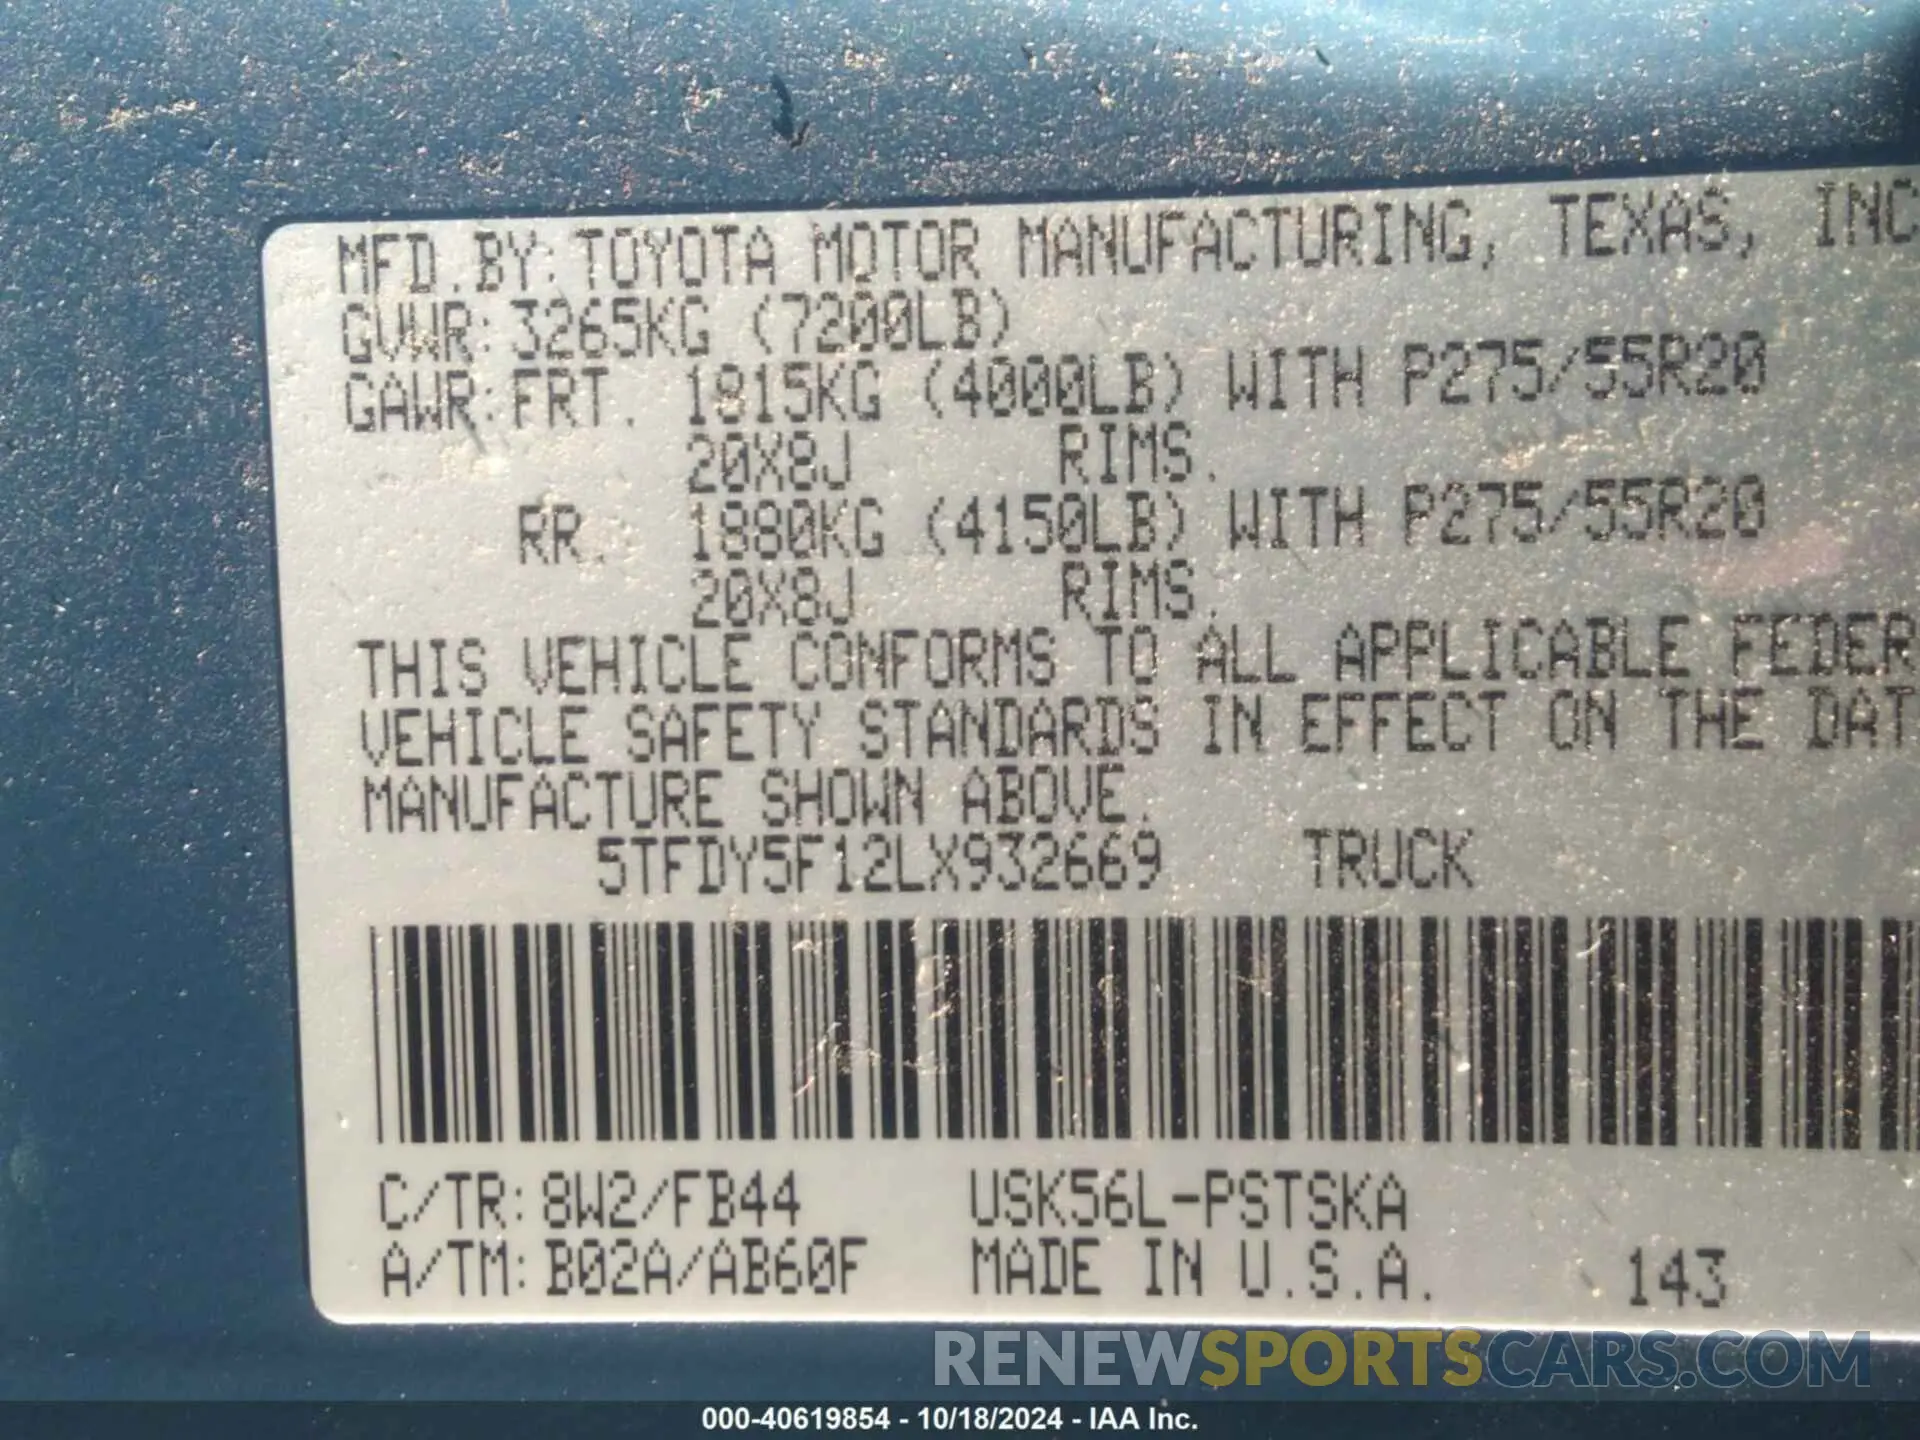 MFD.BY: TOYOTA MOTOR MANUFACTURING, TEXAS, INC
GVWR: 3265KG (7200LB)
GAWR: FRT. 1815KG (4000LB) WITH P275/55R20
20X8J RIMS.
RR. 1880KG (4150LB) WITH P275/55R20
20X8J RIMS.
THIS VEHICLE CONFORMS TO ALL APPLICABLE FEDER
VEHICLE SAFETY STANDARDS IN EFFECT ON THE DAT
MANUFACTURE SHOWN ABOVE.
5TFDY5F12LX932669 TRUCK
C/TR: 8W2/FB44 USK56L-PSTSKA
A/TM: B02A/AB60F MADE IN U.S.A. 143
RENEWSPORTSCARS.COM
000-40619854 - 10/18/2024 - IAA Inc.